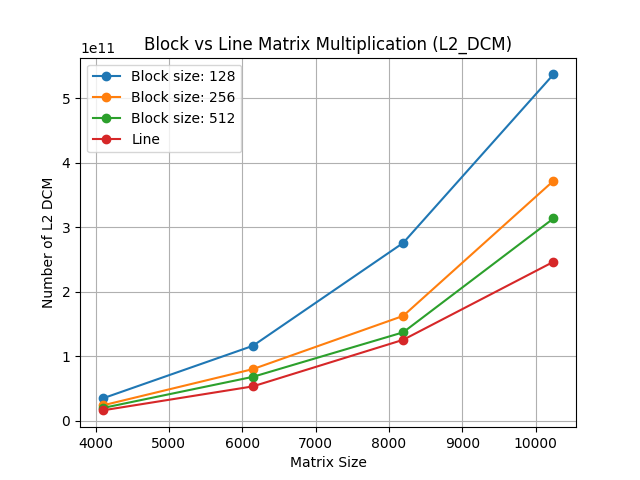 Block vs Line Matrix Multiplication (L2_DCM)
1e11
Block size: 128
Block size: 256
Block size: 512
Line
5
4
3
2
1
0
Number of L2 DCM
4000 5000 6000 7000 8000 9000 10000
Matrix Size